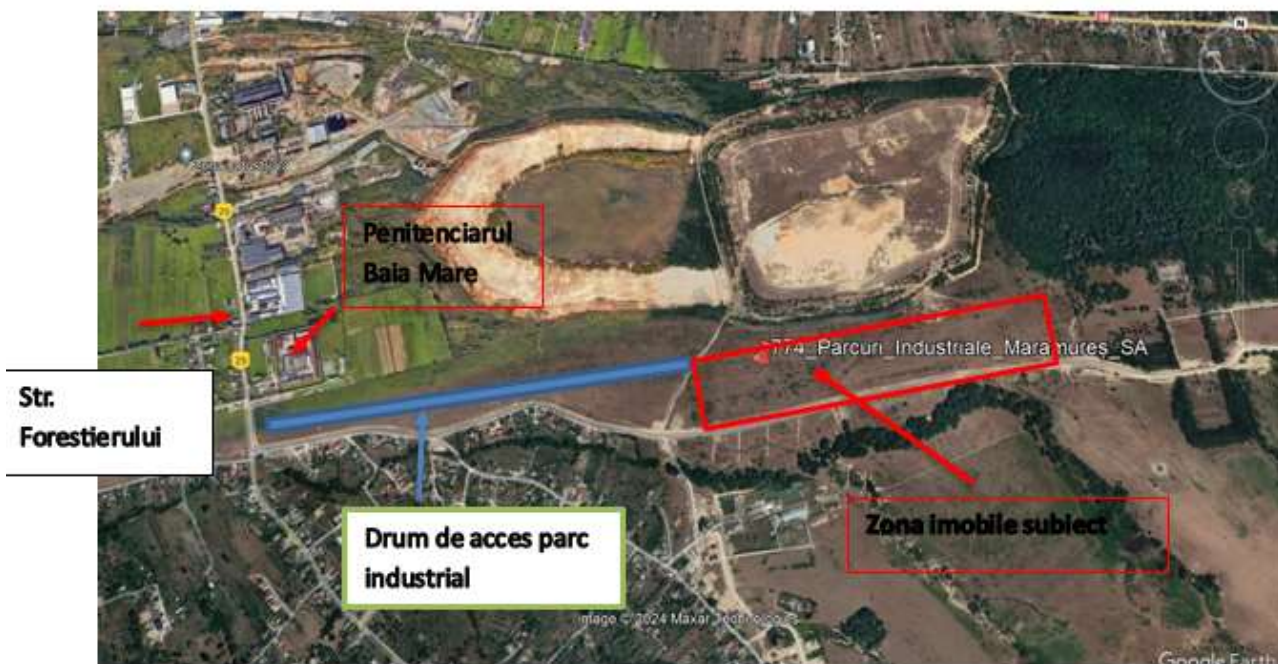 N
Penitenciarul
Baia Mare
774_Parcuri_Industriale_Maramures_SA
Str.
Forestierului
Zona imobile subiect
Drum de acces parc
industrial
Image © 2024 Maxar Technologies
Google Earth